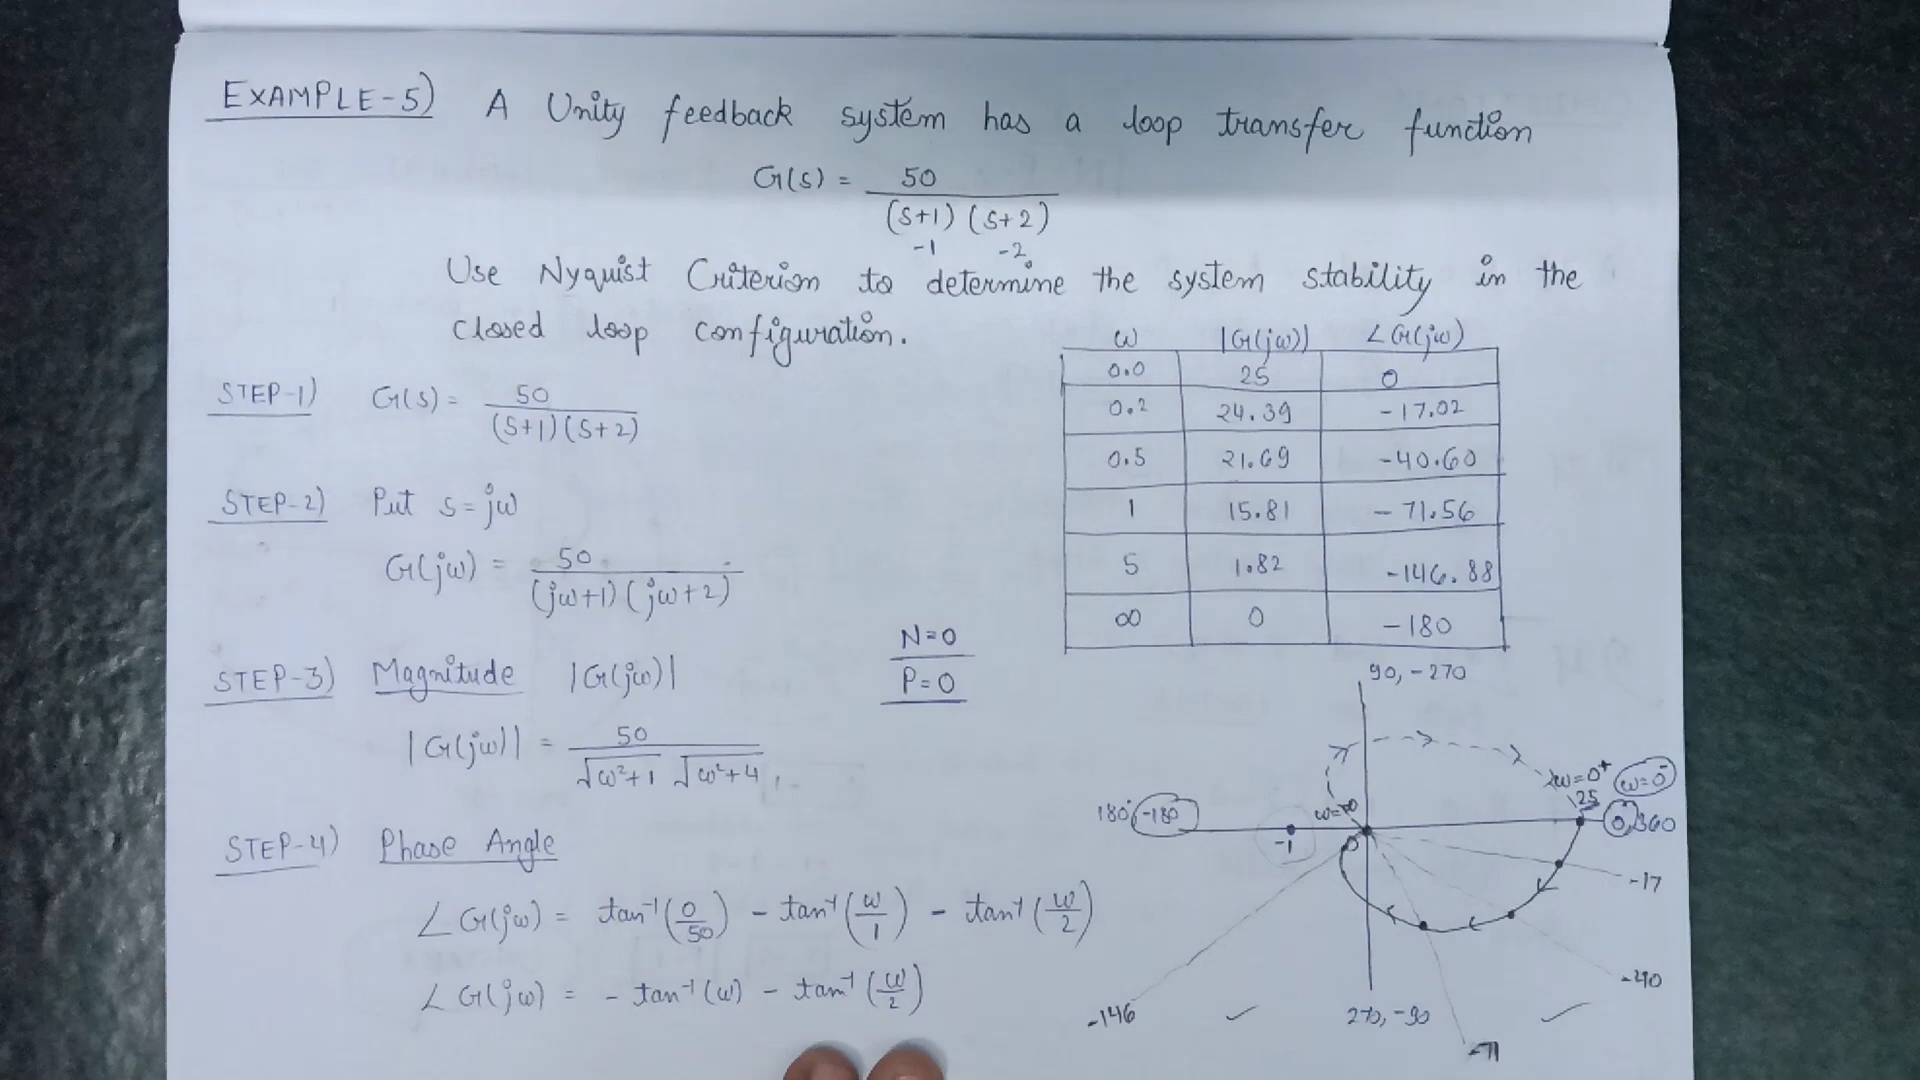 EXAMPLE-5) A Unity feedback system has a loop transfer function
G(s) = 50 / (s+1) (s+2)
-1 -2
Use Nyquist Criterion to determine the system stability in the
closed loop configuration.
ω |G(jω)| ∠G(jω)
0.0 25 0
0.2 24.39 -17.02
0.5 21.69 -40.60
1 15.81 -71.56
5 1.82 -146.88
∞ 0 -180
STEP-1) G(s) = 50 / (s+1)(s+2)
STEP-2) Put s=jω
G(jω) = 50 / (jω+1) (jω+2)
N=0
P=0
STEP-3) Magnitude |G(jω)|
|G(jω)| = 50 / √ω²+1 √ω²+4
STEP-4) Phase Angle
∠G(jω) = tan⁻¹(0/50) - tan⁻¹(ω/1) - tan⁻¹(ω/2)
∠G(jω) = - tan⁻¹(ω) - tan⁻¹(ω/2)
90, -270
ω=0⁺ ω=0⁻
25
180, -180 ω=∞ 0, 360
-1
-17
-40
-146 270, -90
-71